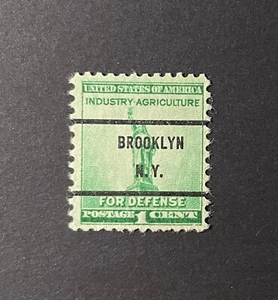 UNITED STATES OF AMERICA
INDUSTRY·AGRICULTURE
BROOKLYN
N.Y.
FOR DEFENSE
POSTAGE 1 CENT